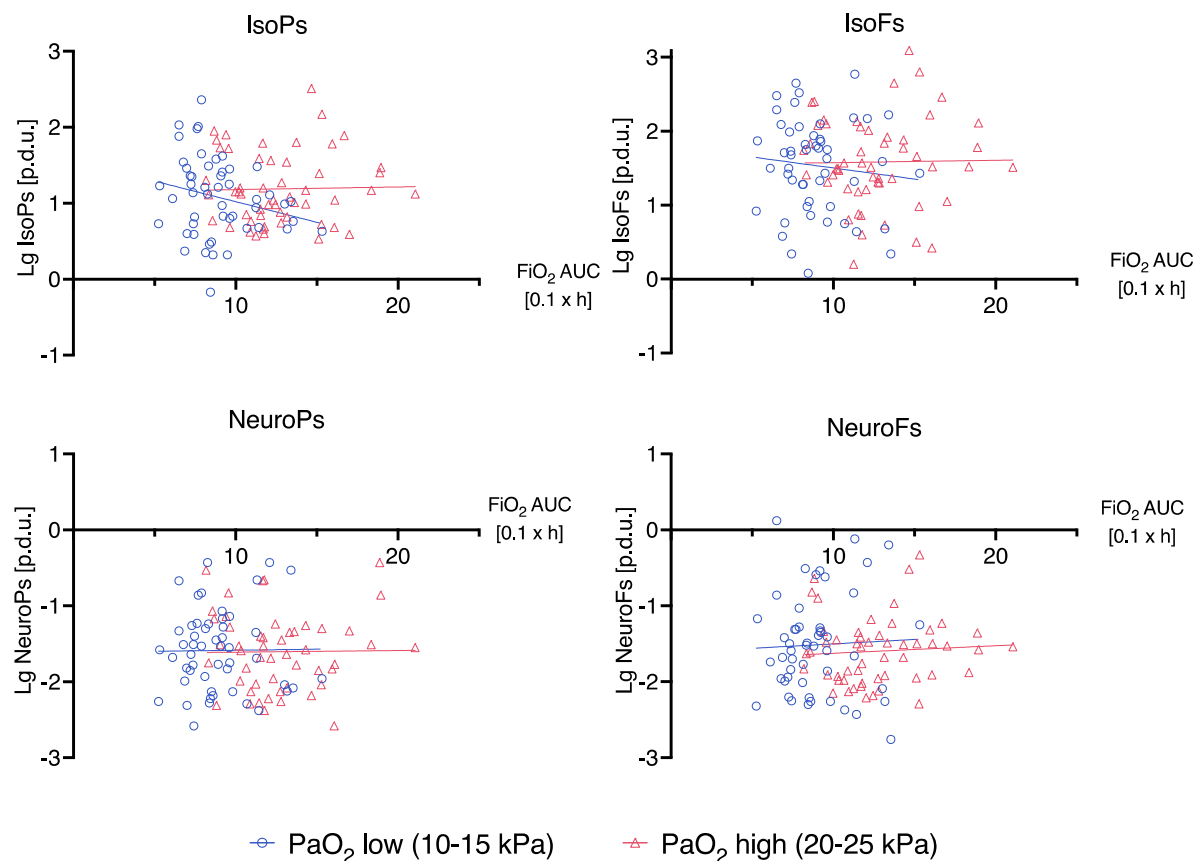 IsoPs
IsoFs
3
2
1
0
-1
Lg IsoPs [p.d.u.]
10
20
FiO₂ AUC
[0.1 x h]
3
2
1
0
-1
Lg IsoFs [p.d.u.]
10
20
FiO₂ AUC
[0.1 x h]
NeuroPs
NeuroFs
1
0
-1
-2
-3
Lg NeuroPs [p.d.u.]
10
20
FiO₂ AUC
[0.1 x h]
1
0
-1
-2
-3
Lg NeuroFs [p.d.u.]
10
20
FiO₂ AUC
[0.1 x h]
PaO₂ low (10-15 kPa)
PaO₂ high (20-25 kPa)